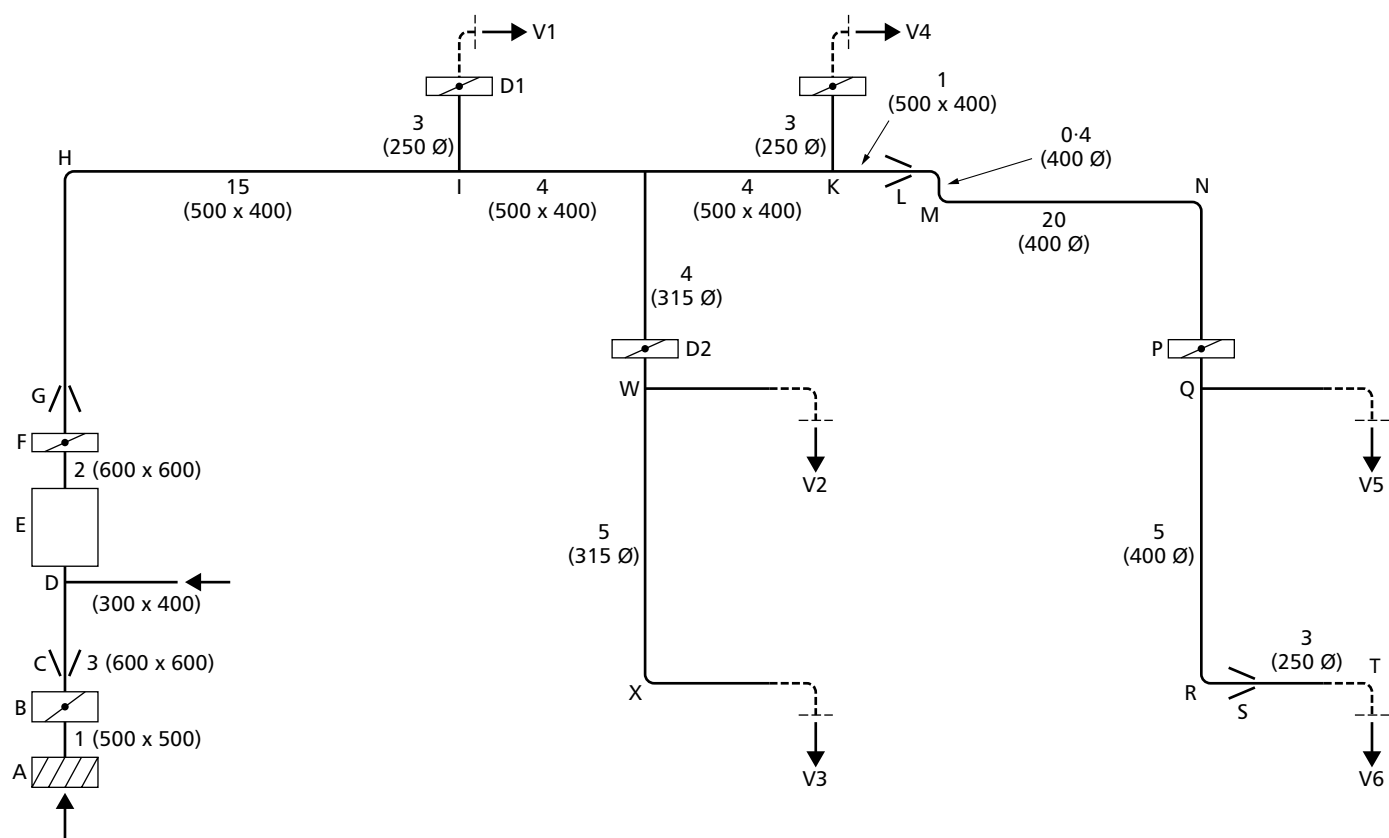 V1
V4
D1
1
(500 x 400)
3
(250 Ø)
3
(250 Ø)
0·4
(400 Ø)
H
15
(500 x 400)
I
4
(500 x 400)
4
(500 x 400)
K
L
M
N
20
(400 Ø)
4
(315 Ø)
D2
P
G
W
Q
F
2 (600 x 600)
V2
V5
E
5
(315 Ø)
5
(400 Ø)
D
(300 x 400)
C
3 (600 x 600)
3
(250 Ø)
T
B
X
R
S
1 (500 x 500)
A
V3
V6